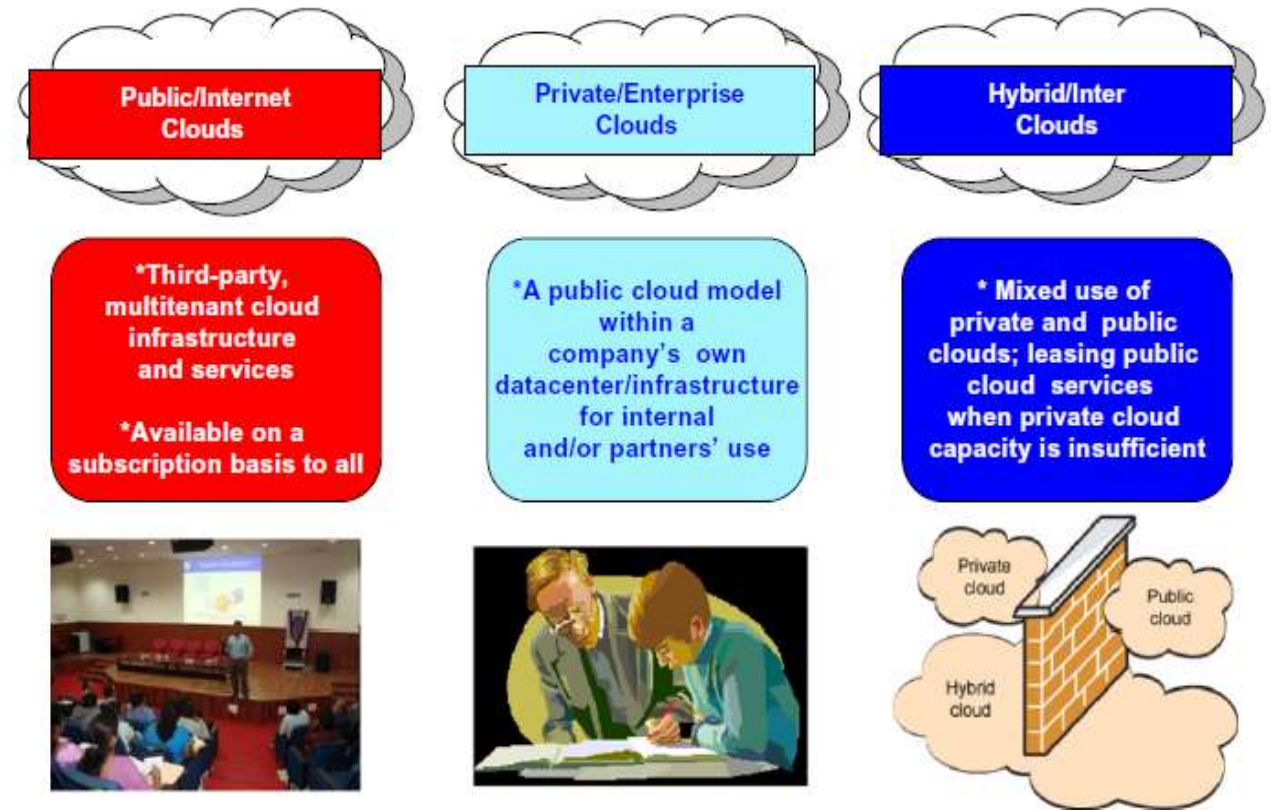 Public/Internet
Clouds
Private/Enterprise
Clouds
Hybrid/Inter
Clouds
*Third-party,
multitenant cloud
infrastructure
and services
*Available on a
subscription basis to all
*A public cloud model
within a
company's own
datacenter/infrastructure
for internal
and/or partners' use
* Mixed use of
private and public
clouds; leasing public
cloud services
when private cloud
capacity is insufficient
Private
cloud
Public
cloud
Hybrid
cloud